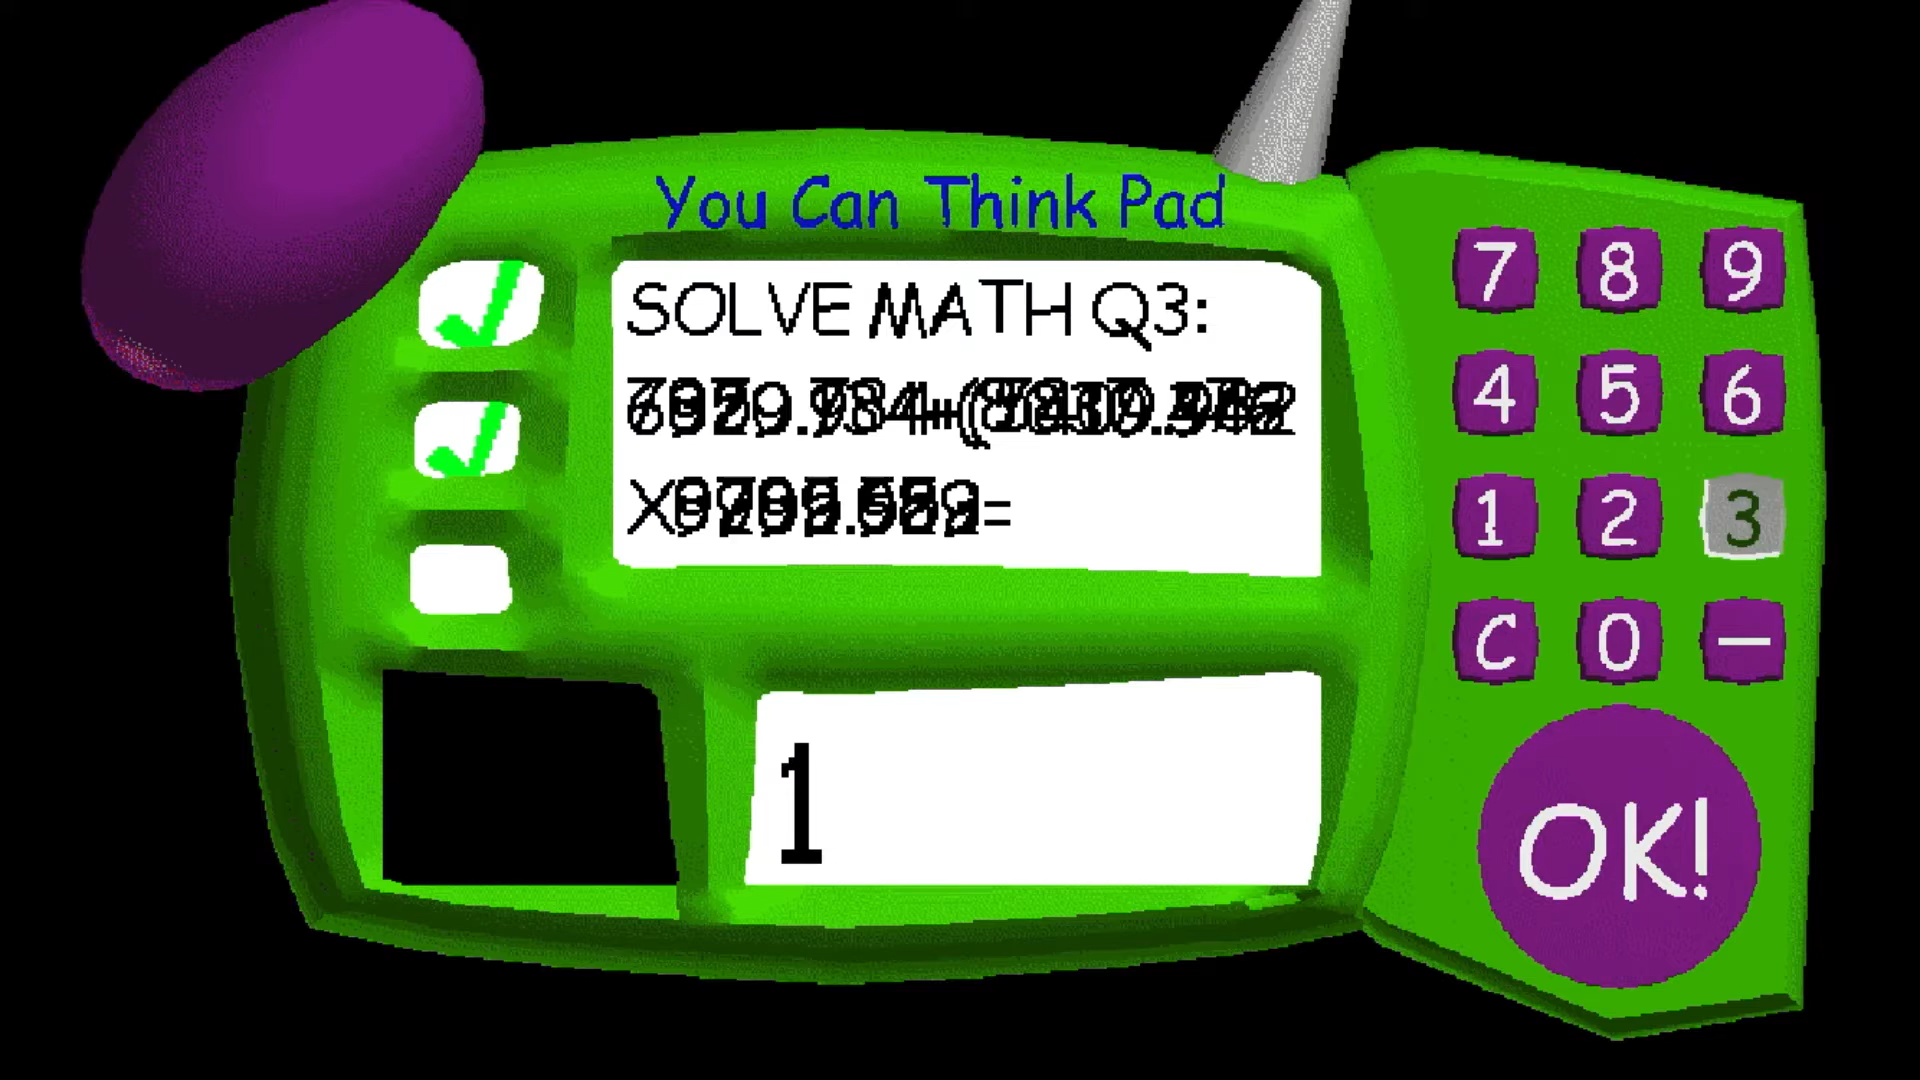 You Can Think Pad
SOLVE MATH Q3:
1
7 8 9
4 5 6
1 2 3
C 0 −
OK!